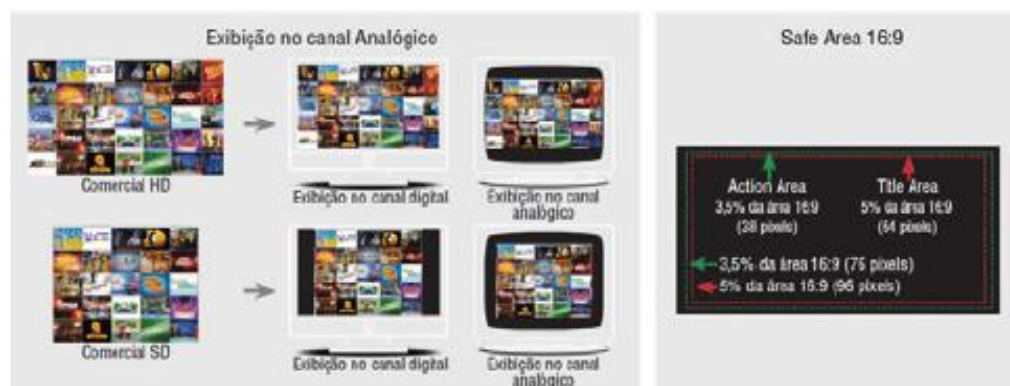 Exibição no canal Analógico
Comercial HD
Exibição no canal digital
Exibição no canal
analógico
Comercial SD
Exibição no canal digital
Exibição no canal
analógico
Safe Area 16:9
Action Area
3,5% da área 16:9
(38 pixels)
Title Area
5% da área 16:9
(54 pixels)
3,5% da área 16:9 (75 pixels)
5% da área 16:9 (96 pixels)